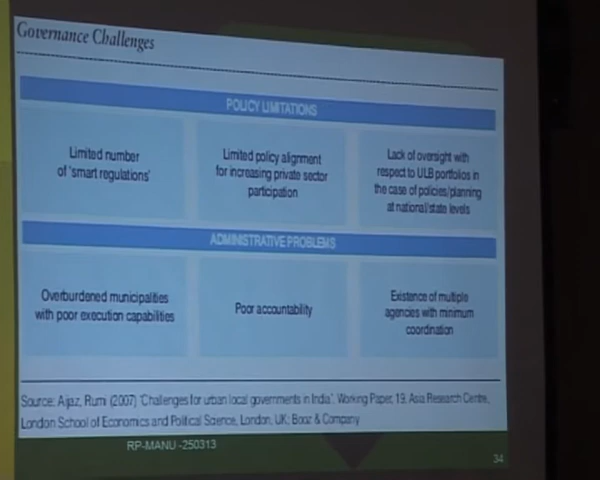 Governance Challenges
POLICY LIMITATIONS
Limited number
of 'smart regulations'
Limited policy alignment
for increasing private sector
participation
Lack of oversight with
respect to ULB portfolios in
the case of policies/planning
at national/state levels
ADMINISTRATIVE PROBLEMS
Overburdened municipalities
with poor execution capabilities
Poor accountability
Existence of multiple
agencies with minimum
coordination
Source: Aijaz, Rumi (2007) 'Challenges for urban local governments in India'. Working Paper, 19. Asia Research Centre,
London School of Economics and Political Science, London, UK; Booz & Company
RP-MANU -250313
34